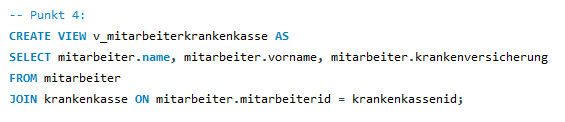 -- Punkt 4:
CREATE VIEW v_mitarbeiterkrankenkasse AS
SELECT mitarbeiter.name, mitarbeiter.vorname, mitarbeiter.krankenversicherung
FROM mitarbeiter
JOIN krankenkasse ON mitarbeiter.mitarbeiterid = krankenkassenid;